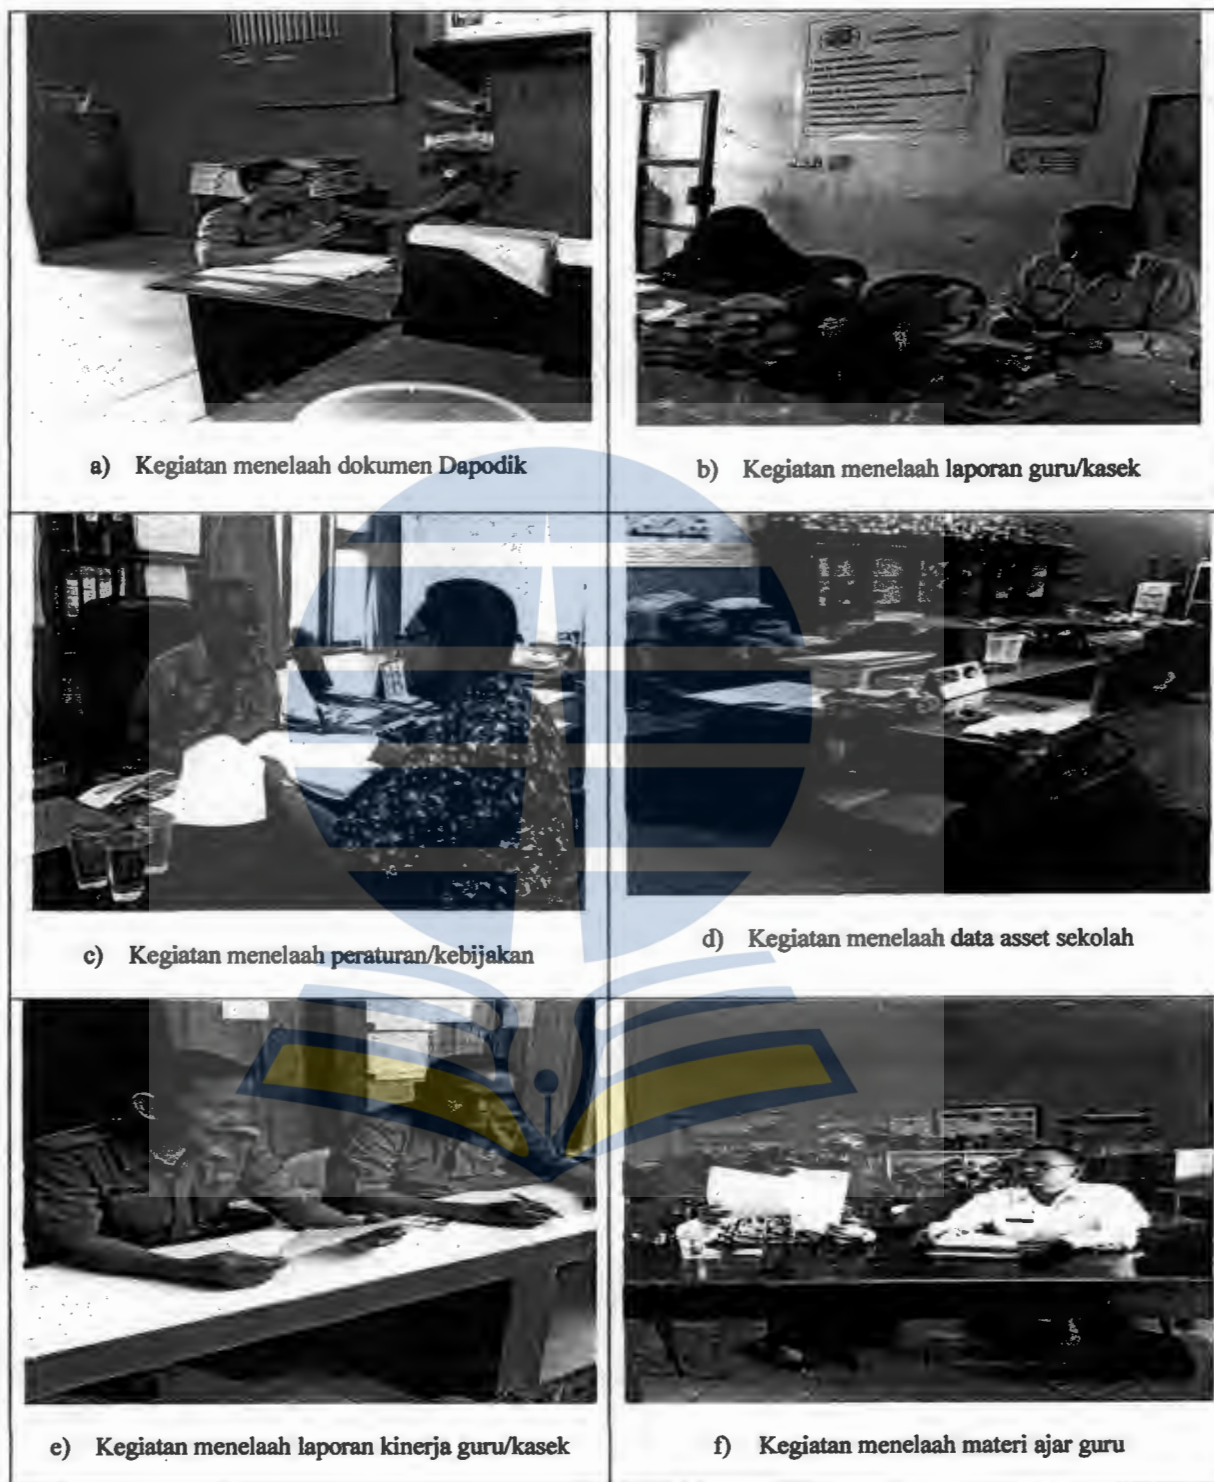 a) Kegiatan menelaah dokumen Dapodik
b) Kegiatan menelaah laporan guru/kasek
c) Kegiatan menelaah peraturan/kebijakan
d) Kegiatan menelaah data asset sekolah
e) Kegiatan menelaah laporan kinerja guru/kasek
f) Kegiatan menelaah materi ajar guru